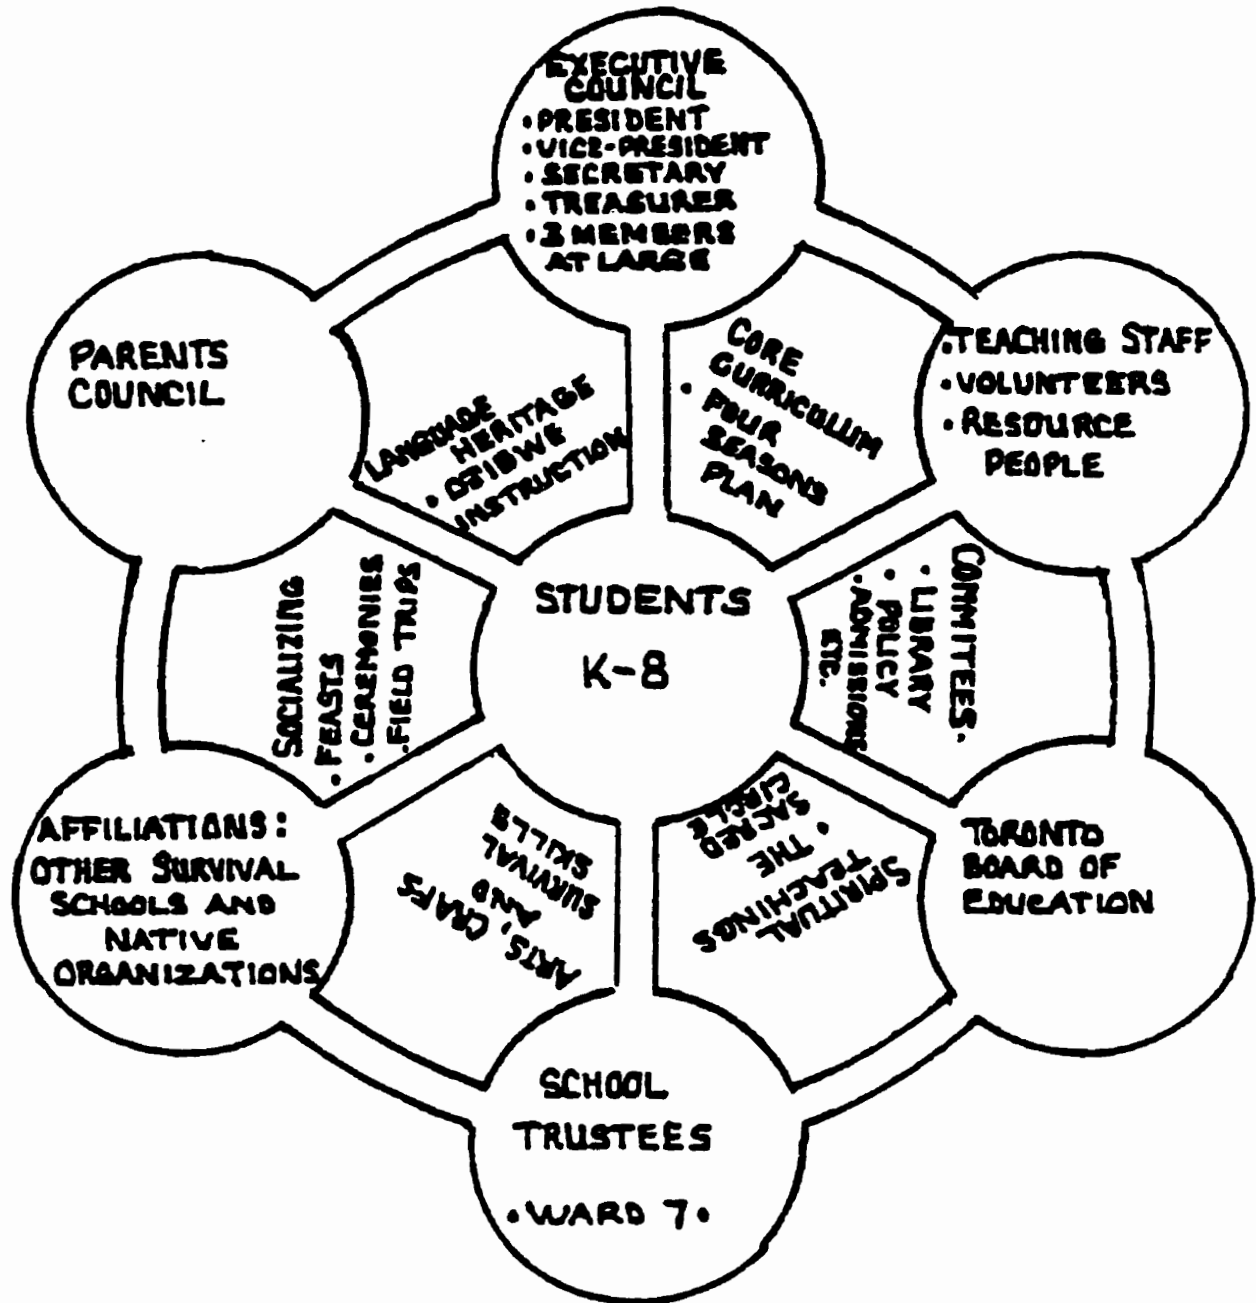 EXECUTIVE
COUNCIL
• PRESIDENT
• VICE-PRESIDENT
• SECRETARY
• TREASURER
• 3 MEMBERS
AT LARGE
PARENTS
COUNCIL
• TEACHING STAFF
• VOLUNTEERS
• RESOURCE
PEOPLE
LANGUAGE
HERITAGE
• OJIBWE
INSTRUCTION
CORE
CURRICULUM
• FOUR
SEASONS
PLAN
STUDENTS
K-8
SOCIALIZING
• FEASTS
• CEREMONIES
• FIELD TRIPS
COMMITTEES.
• LIBRARY
• POLICY
• ADMISSIONS
ETC.
AFFILIATIONS:
OTHER SURVIVAL
SCHOOLS AND
NATIVE
ORGANIZATIONS
ARTS, CRAFS
AND
SURVIVAL
SKILLS
SPIRITUAL
TEACHINGS
• THE
SACRED
CIRCLE
TORONTO
BOARD OF
EDUCATION
SCHOOL
TRUSTEES
• WARD 7 •